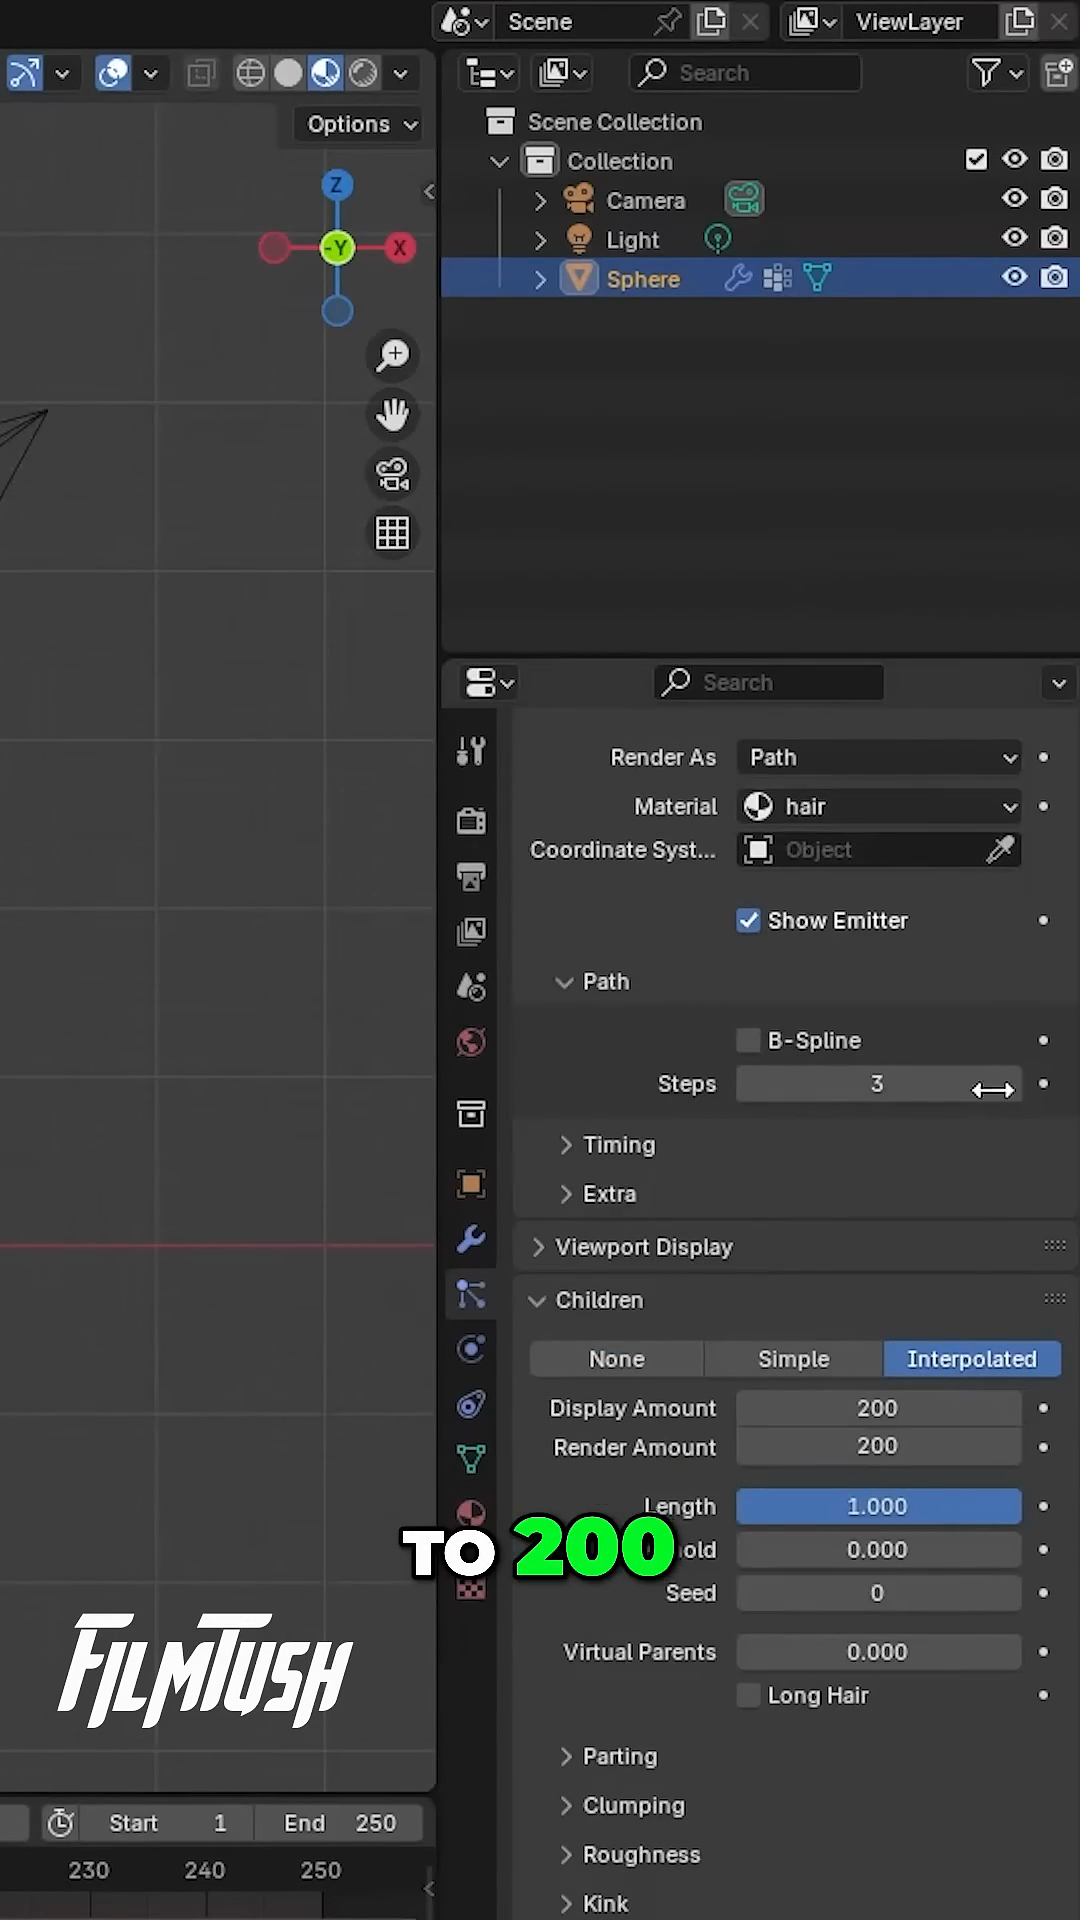 Scene
ViewLayer
Search
Options
Scene Collection
Collection
Camera
Light
Sphere
Z
-Y
X
Search
Render As
Path
Material
hair
Coordinate Syst...
Object
Show Emitter
Path
B-Spline
Steps
3
Timing
Extra
Viewport Display
Children
None
Simple
Interpolated
Display Amount
200
Render Amount
200
Length
1.000
TO 200
old
0.000
Seed
0
FILMTUSH
Virtual Parents
0.000
Long Hair
Parting
Clumping
Roughness
Kink
Start 1
End 250
230
240
250